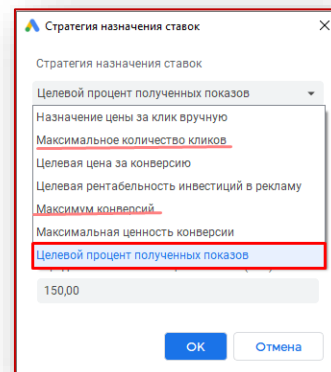 Стратегия назначения ставок
Стратегия назначения ставок
Целевой процент полученных показов
Назначение цены за клик вручную
Максимальное количество кликов
Целевая цена за конверсию
Целевая рентабельность инвестиций в рекламу
Максимум конверсий
Максимальная ценность конверсии
Целевой процент полученных показов
150,00
ОК
Отмена